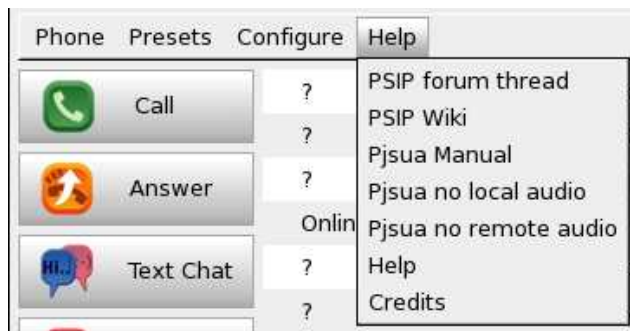 Phone Presets Configure Help
Call
Answer
Hi..
Text Chat
?
?
?
Onlin
?
?
PSIP forum thread
PSIP Wiki
Pjsua Manual
Pjsua no local audio
Pjsua no remote audio
Help
Credits